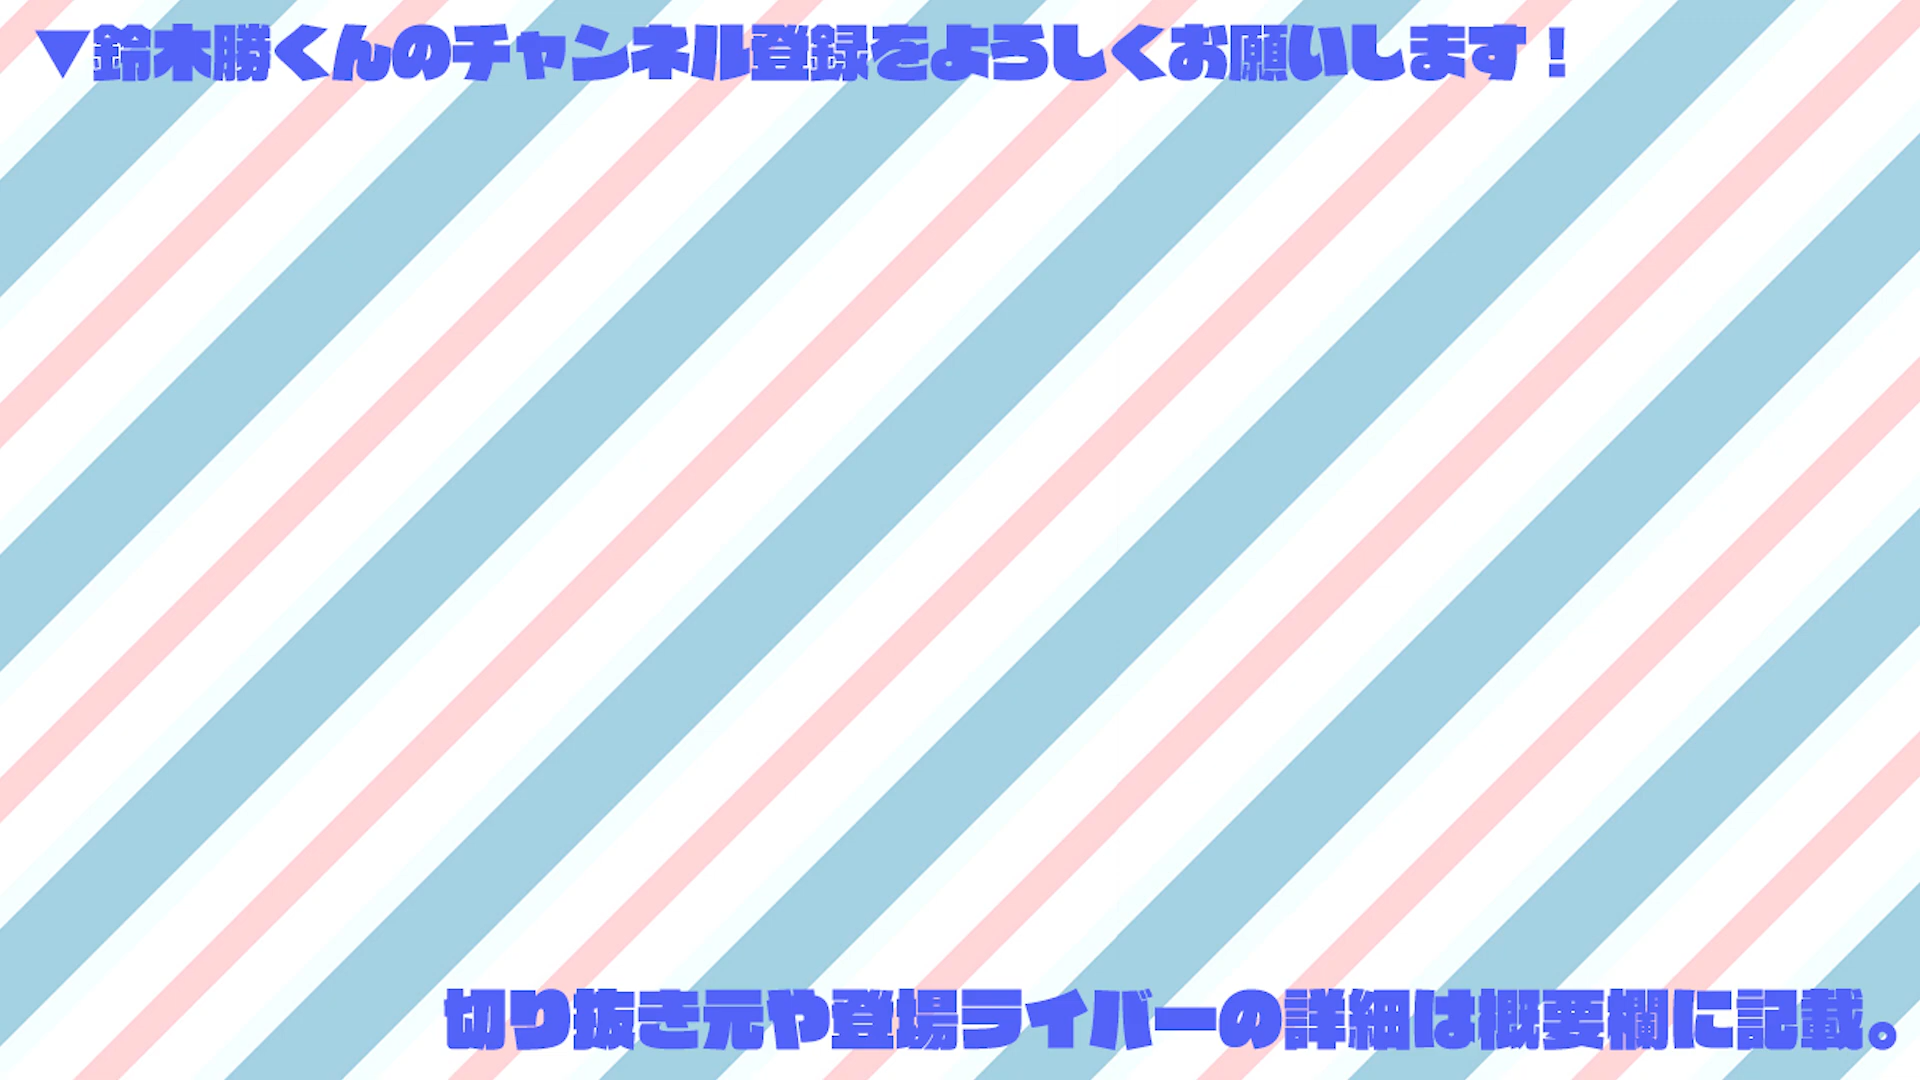 ▼鈴木勝くんのチャンネル登録をよろしくお願いします！
切り抜き元や登場ライバーの詳細は概要欄に記載。